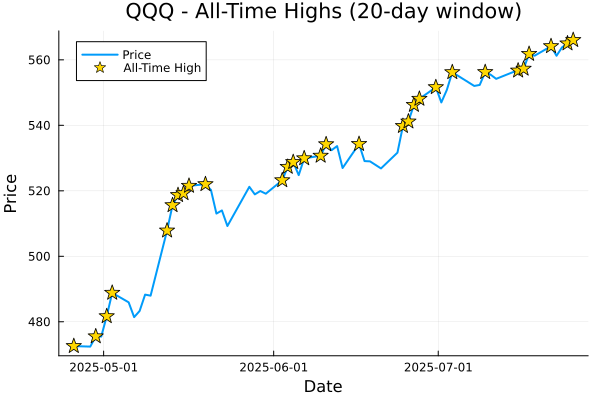 QQQ - All-Time Highs (20-day window)
Price
All-Time High
560
540
520
500
480
Price
2025-05-01
2025-06-01
2025-07-01
Date